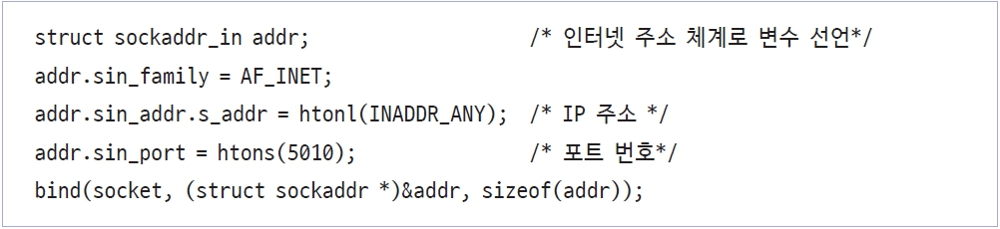 struct sockaddr_in addr; /* 인터넷 주소 체계로 변수 선언*/
addr.sin_family = AF_INET;
addr.sin_addr.s_addr = htonl(INADDR_ANY); /* IP 주소 */
addr.sin_port = htons(5010); /* 포트 번호*/
bind(socket, (struct sockaddr *)&addr, sizeof(addr));